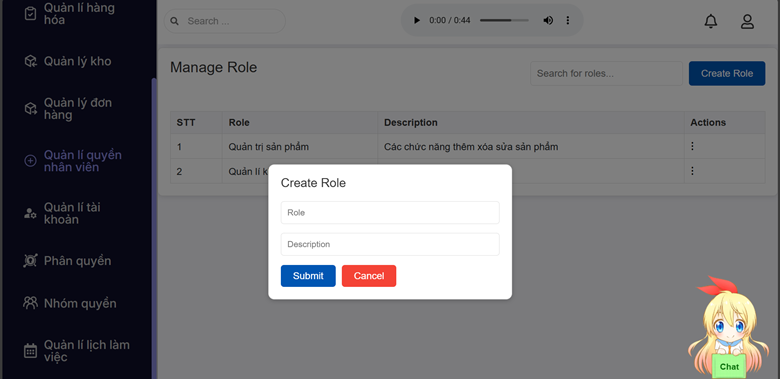 Quản lí hàng
hóa
Search ...
0:00 / 0:44
Quản lý kho
Manage Role
Search for roles...
Create Role
Quản lý đơn
hàng
STT Role Description Actions
1 Quản trị sản phẩm Các chức năng thêm xóa sửa sản phẩm
Quản lí quyền
nhân viên
2 Quản lí
Create Role
Role
Description
Submit Cancel
Quản lí tài
khoản
Phân quyền
Nhóm quyền
Quản lí lịch làm
việc
Chat